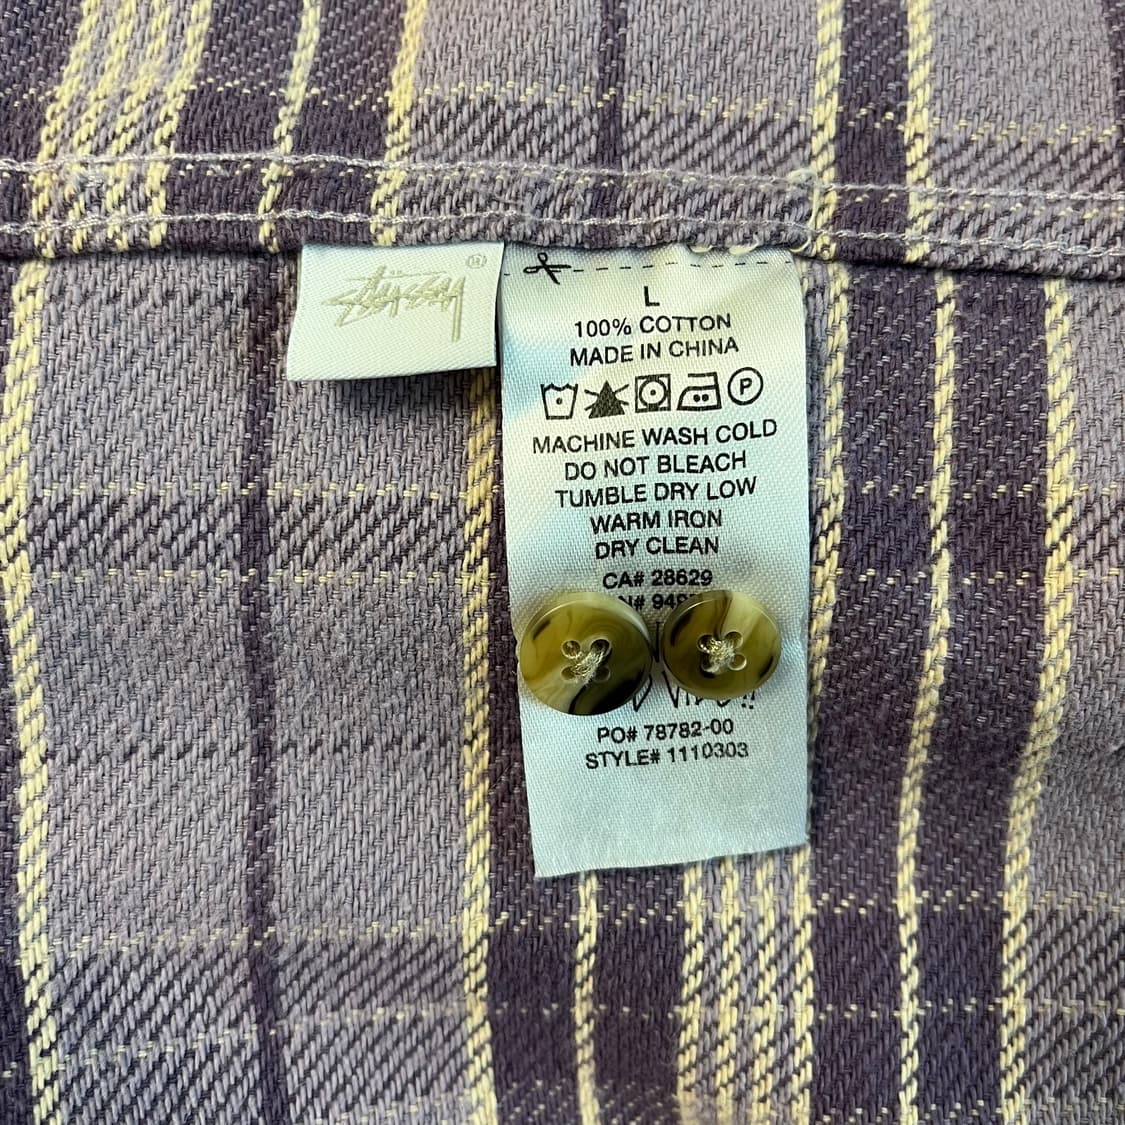 Stüssy ®
L
100% COTTON
MADE IN CHINA
P
MACHINE WASH COLD
DO NOT BLEACH
TUMBLE DRY LOW
WARM IRON
DRY CLEAN
CA# 28629
PO# 78782-00
STYLE# 1110303